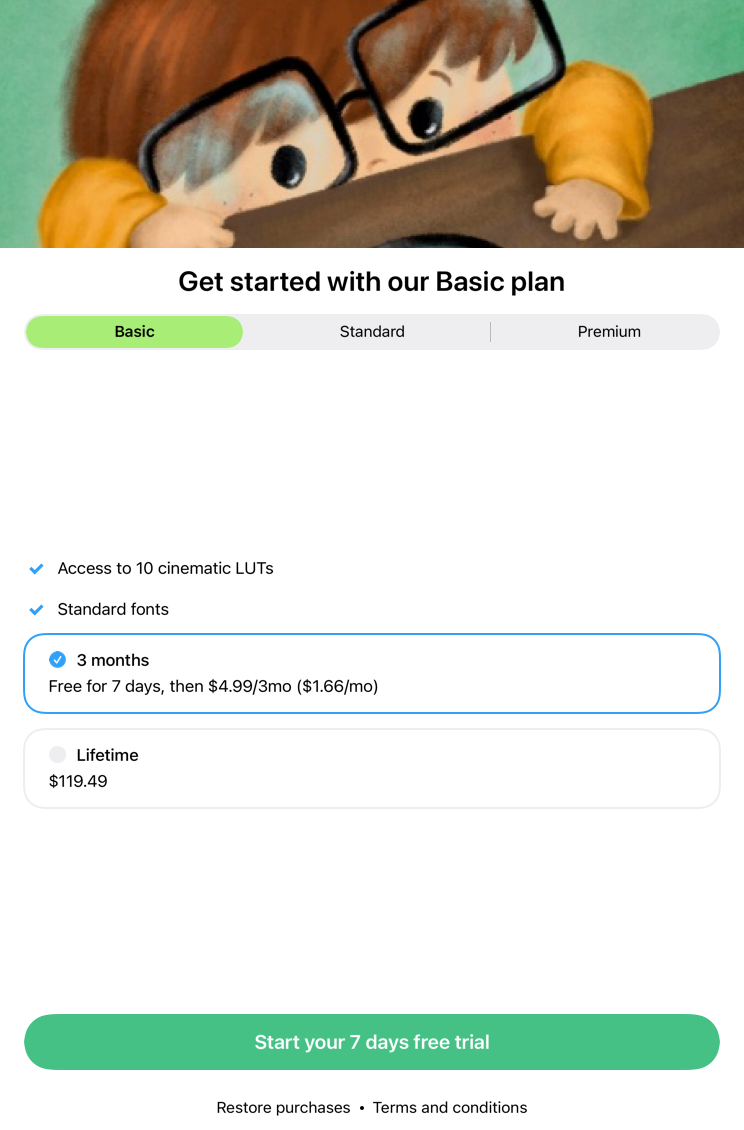 Get started with our Basic plan
Basic
Standard
Premium
Access to 10 cinematic LUTs
Standard fonts
3 months
Free for 7 days, then $4.99/3mo ($1.66/mo)
Lifetime
$119.49
Start your 7 days free trial
Restore purchases • Terms and conditions